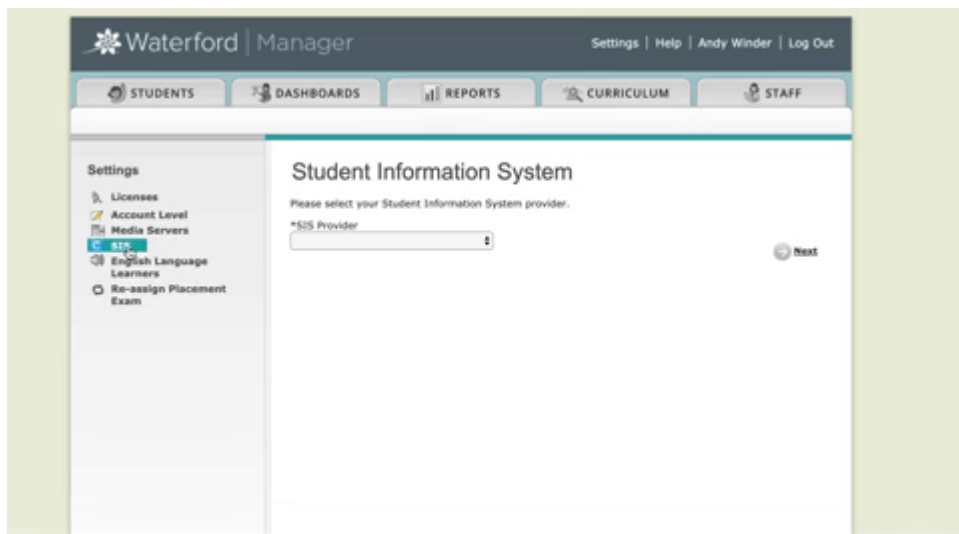 Waterford | Manager
Settings | Help | Andy Winder | Log Out
STUDENTS
DASHBOARDS
REPORTS
CURRICULUM
STAFF
Settings
Licenses
Account Level
Media Servers
SIS
English Language
Learners
Re-assign Placement
Exam
Student Information System
Please select your Student Information System provider.
*SIS Provider
Next